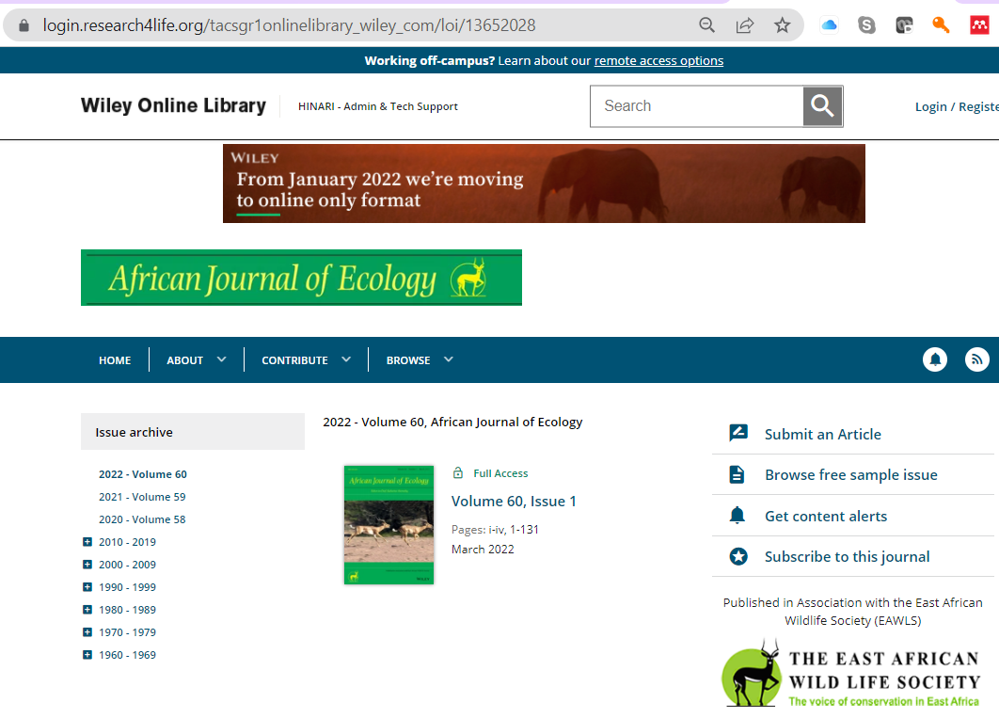 login.research4life.org/tacsgr1onlinelibrary_wiley_com/loi/13652028
Working off-campus? Learn about our remote access options
Wiley Online Library
HINARI - Admin & Tech Support
Search
Login / Registe
WILEY
From January 2022 we're moving
to online only format
African Journal of Ecology
HOME
ABOUT
CONTRIBUTE
BROWSE
Issue archive
2022 - Volume 60
2021 - Volume 59
2020 - Volume 58
2010 - 2019
2000 - 2009
1990 - 1999
1980 - 1989
1970 - 1979
1960 - 1969
2022 - Volume 60, African Journal of Ecology
African Journal of Ecology
WILEY
Full Access
Volume 60, Issue 1
Pages: i-iv, 1-131
March 2022
Submit an Article
Browse free sample issue
Get content alerts
Subscribe to this journal
Published in Association with the East African
Wildlife Society (EAWLS)
THE EAST AFRICAN
WILD LIFE SOCIETY
The voice of conservation in East Africa